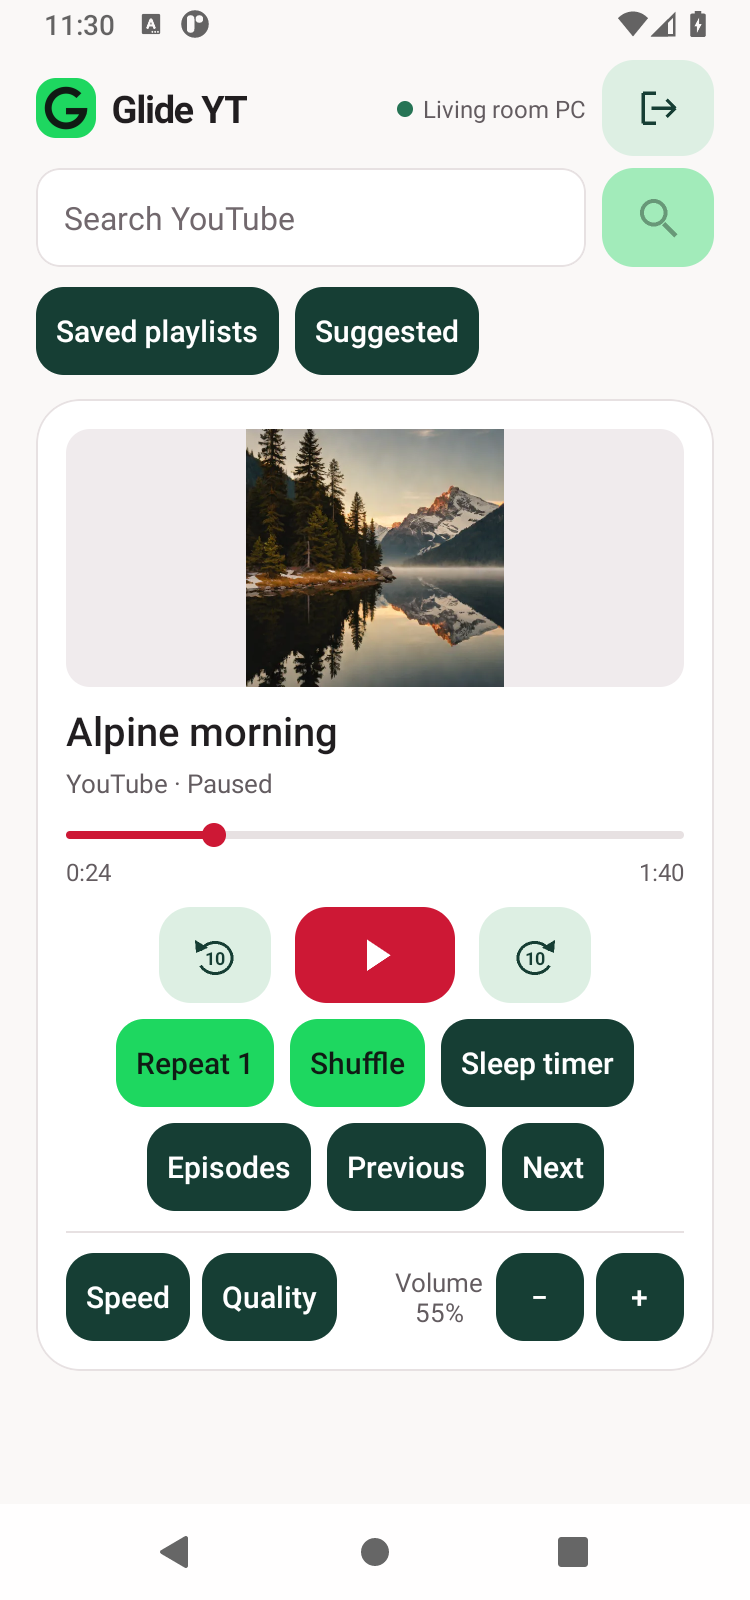 11:30
Glide YT
Living room PC
Search YouTube
Saved playlists
Suggested
Alpine morning
YouTube · Paused
0:24
1:40
10
10
Repeat 1
Shuffle
Sleep timer
Episodes
Previous
Next
Speed
Quality
Volume
55%
−
+